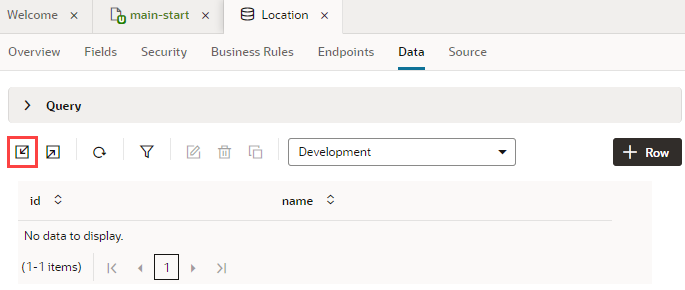 Welcome × main-start × Location ×
Overview Fields Security Business Rules Endpoints Data Source
Query
Development + Row
id name
No data to display.
(1-1 items) 1